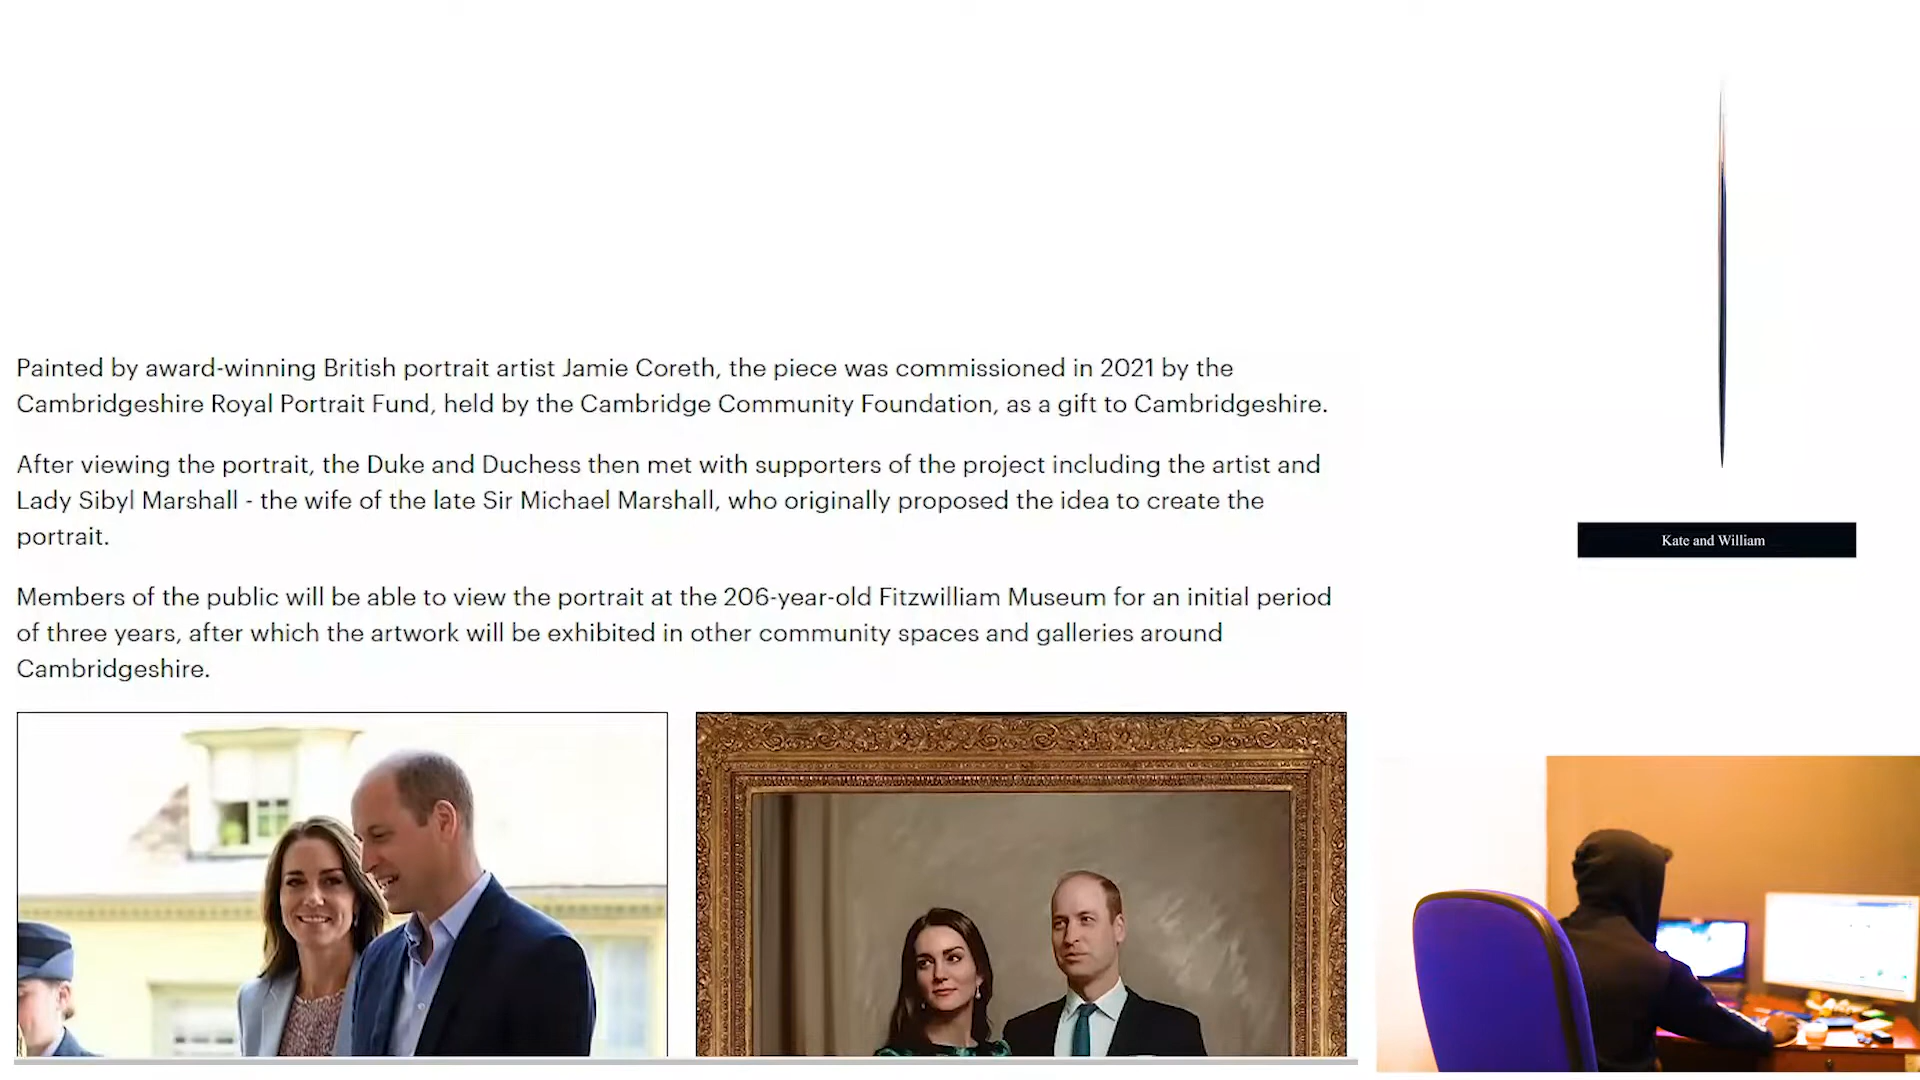 Painted by award-winning British portrait artist Jamie Coreth, the piece was commissioned in 2021 by the
Cambridgeshire Royal Portrait Fund, held by the Cambridge Community Foundation, as a gift to Cambridgeshire.
After viewing the portrait, the Duke and Duchess then met with supporters of the project including the artist and
Lady Sibyl Marshall - the wife of the late Sir Michael Marshall, who originally proposed the idea to create the
portrait.
Members of the public will be able to view the portrait at the 206-year-old Fitzwilliam Museum for an initial period
of three years, after which the artwork will be exhibited in other community spaces and galleries around
Cambridgeshire.
Kate and William